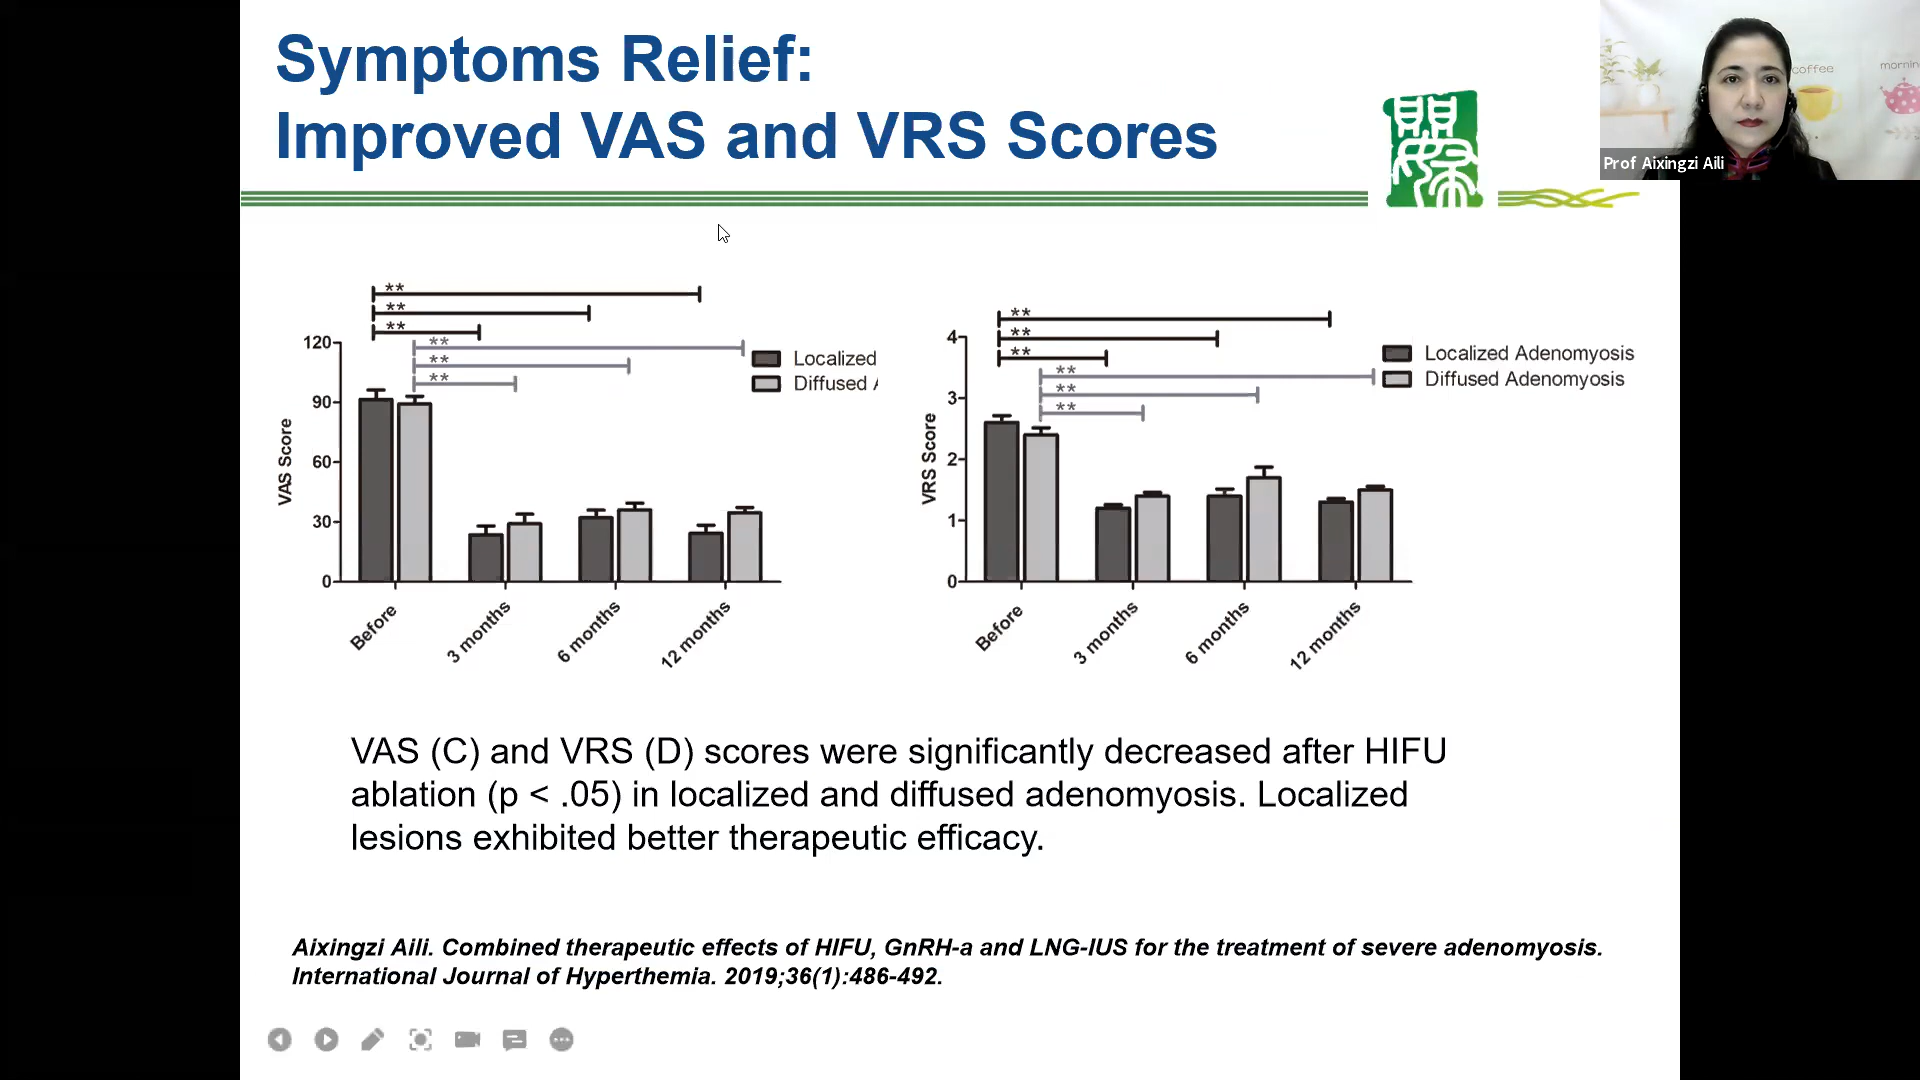 Symptoms Relief:
Improved VAS and VRS Scores
coffee
Prof Aixingzi Aili
**
**
**
**
**
**
120
90
60
30
0
VAS Score
Localized
Diffused
Before
3 months
6 months
12 months
**
**
**
**
**
**
4
3
2
1
0
VRS Score
Localized Adenomyosis
Diffused Adenomyosis
Before
3 months
6 months
12 months
VAS (C) and VRS (D) scores were significantly decreased after HIFU
ablation (p < .05) in localized and diffused adenomyosis. Localized
lesions exhibited better therapeutic efficacy.
Aixingzi Aili. Combined therapeutic effects of HIFU, GnRH-a and LNG-IUS for the treatment of severe adenomyosis.
International Journal of Hyperthemia. 2019;36(1):486-492.